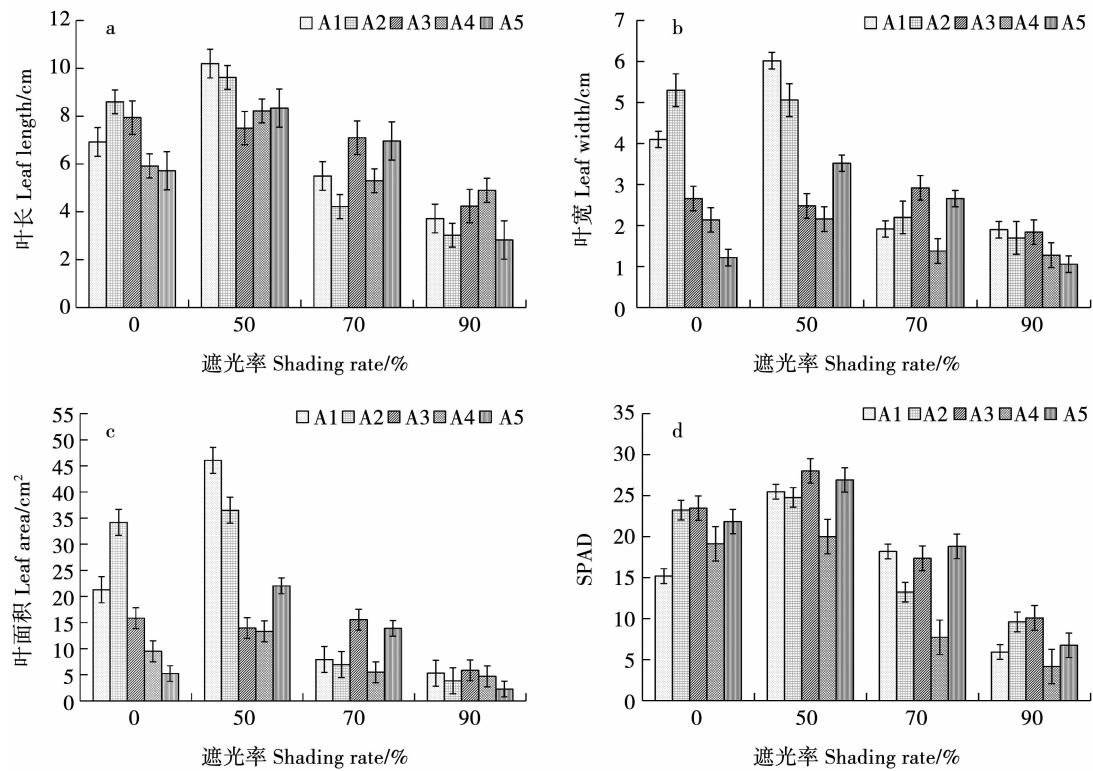 a
A1 A2 A3 A4 A5
12
10
8
6
4
2
0
叶长 Leaf length/cm
0 50 70 90
遮光率 Shading rate/%
b
A1 A2 A3 A4 A5
7
6
5
4
3
2
1
0
叶宽 Leaf width/cm
0 50 70 90
遮光率 Shading rate/%
c
A1 A2 A3 A4 A5
55
50
45
40
35
30
25
20
15
10
5
0
叶面积 Leaf area/cm²
0 50 70 90
遮光率 Shading rate/%
d
A1 A2 A3 A4 A5
35
30
25
20
15
10
5
0
SPAD
0 50 70 90
遮光率 Shading rate/%